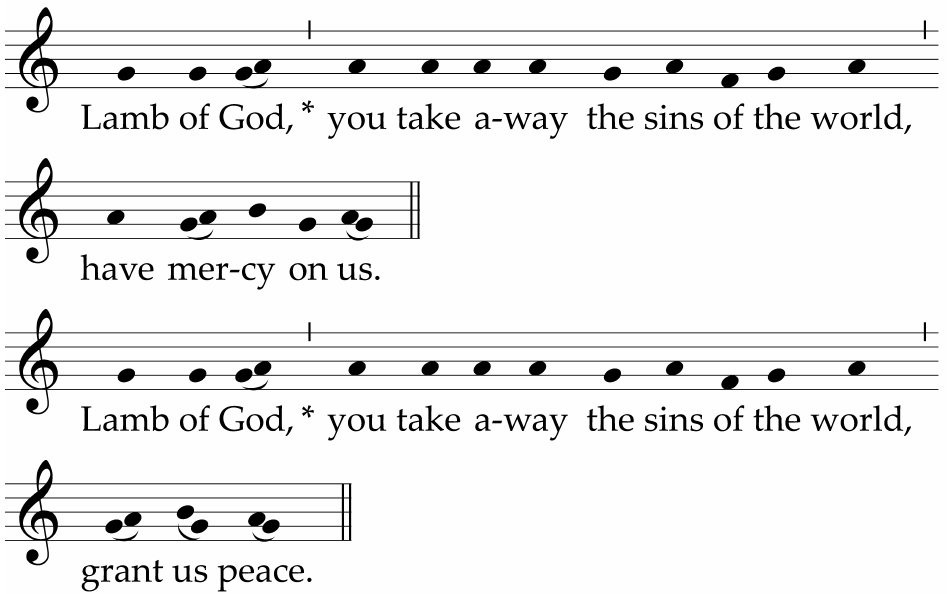 Lamb of God, * you take a-way the sins of the world,
have mer-cy on us.
Lamb of God, * you take a-way the sins of the world,
grant us peace.